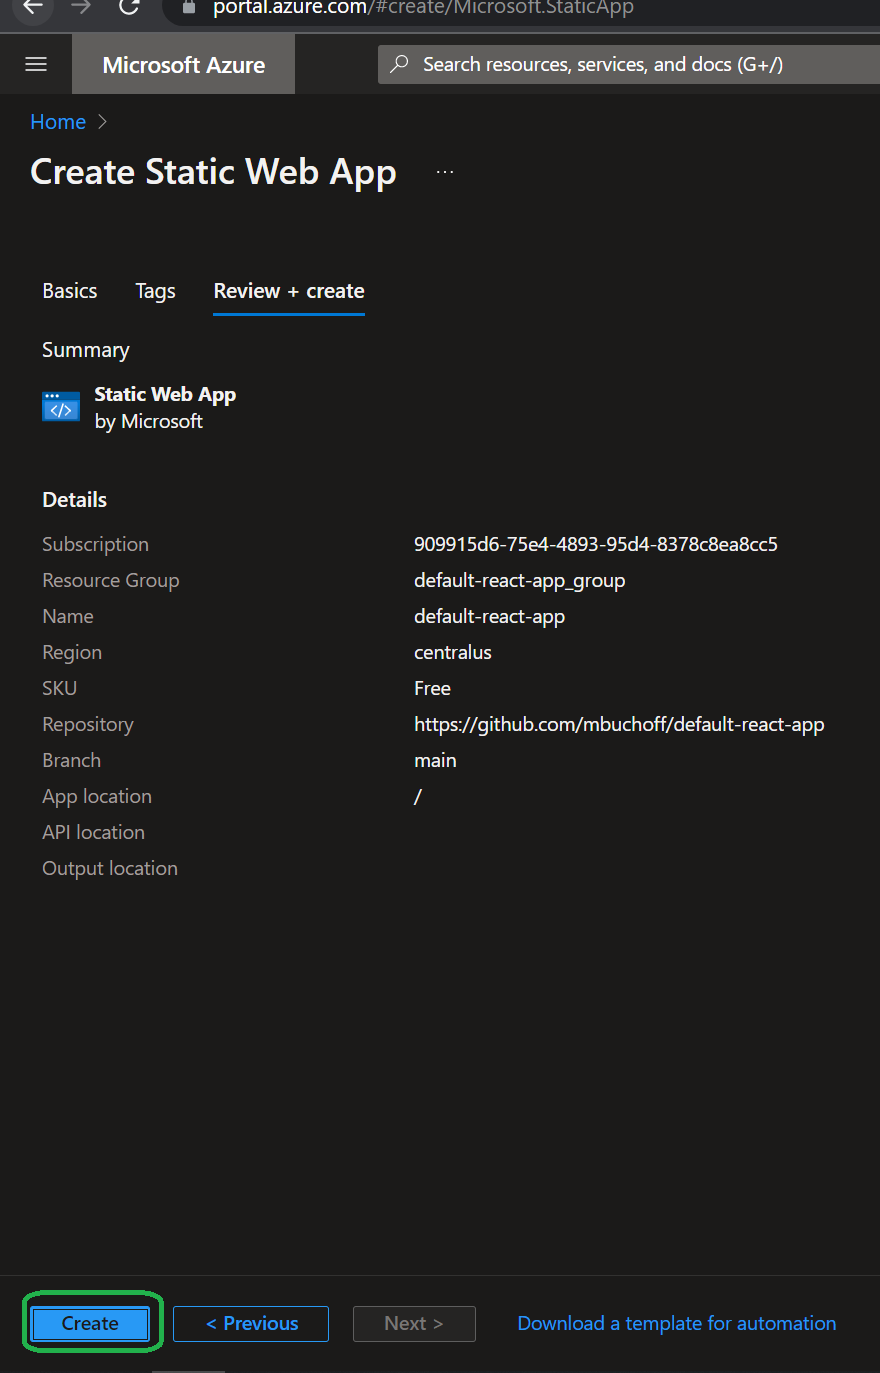 portal.azure.com/#create/Microsoft.StaticApp
Microsoft Azure
Search resources, services, and docs (G+/)
Home >
Create Static Web App ...
Basics Tags Review + create
Summary
Static Web App
by Microsoft
Details
Subscription 909915d6-75e4-4893-95d4-8378c8ea8cc5
Resource Group default-react-app_group
Name default-react-app
Region centralus
SKU Free
Repository https://github.com/mbuchoff/default-react-app
Branch main
App location /
API location
Output location
Create < Previous Next > Download a template for automation